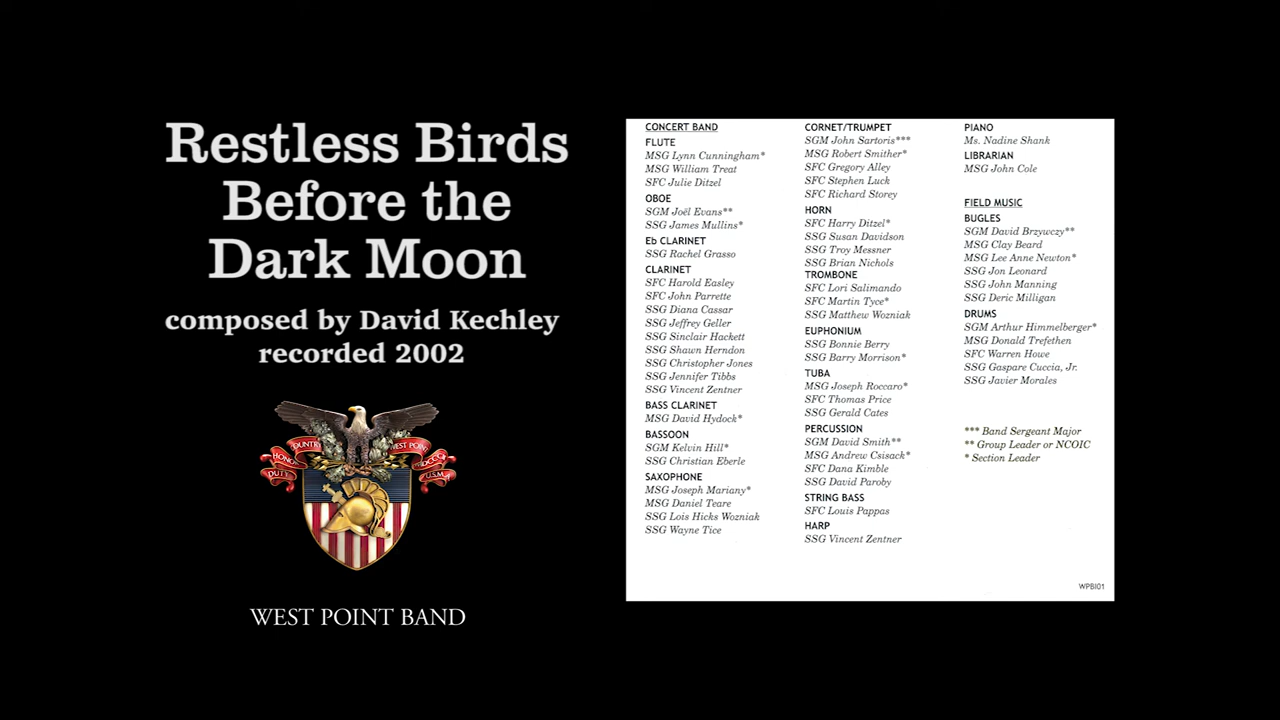 Restless Birds
Before the
Dark Moon
composed by David Kechley
recorded 2002
DUTY
HONOR
COUNTRY
WEST POINT
MDCCCII
U.S.M.A
WEST POINT BAND
CONCERT BAND
FLUTE
MSG Lynn Cunningham*
MSG William Treat
SFC Julie Ditzel
OBOE
SGM Joël Evans**
SSG James Mullins*
Eb CLARINET
SSG Rachel Grasso
CLARINET
SFC Harold Easley
SFC John Parrette
SSG Diana Cassar
SSG Jeffrey Geller
SSG Sinclair Hackett
SSG Shawn Herndon
SSG Christopher Jones
SSG Jennifer Tibbs
SSG Vincent Zentner
BASS CLARINET
MSG David Hydock*
BASSOON
SGM Kelvin Hill*
SSG Christian Eberle
SAXOPHONE
MSG Joseph Mariany*
MSG Daniel Teare
SSG Lois Hicks Wozniak
SSG Wayne Tice
CORNET/TRUMPET
SGM John Sartoris***
MSG Robert Smither*
SFC Gregory Alley
SFC Stephen Luck
SFC Richard Storey
HORN
SFC Harry Ditzel*
SSG Susan Davidson
SSG Troy Messner
SSG Brian Nichols
TROMBONE
SFC Lori Salimando
SFC Martin Tyce*
SSG Matthew Wozniak
EUPHONIUM
SSG Bonnie Berry
SSG Barry Morrison*
TUBA
MSG Joseph Roccaro*
SFC Thomas Price
SSG Gerald Cates
PERCUSSION
SGM David Smith**
MSG Andrew Csisack*
SFC Dana Kimble
SSG David Paroby
STRING BASS
SFC Louis Pappas
HARP
SSG Vincent Zentner
PIANO
Ms. Nadine Shank
LIBRARIAN
MSG John Cole
FIELD MUSIC
BUGLES
SGM David Brzywczy**
MSG Clay Beard
MSG Lee Anne Newton*
SSG Jon Leonard
SSG John Manning
SSG Deric Milligan
DRUMS
SGM Arthur Himmelberger*
MSG Donald Trefethen
SFC Warren Howe
SSG Gaspare Cuccia, Jr.
SSG Javier Morales
*** Band Sergeant Major
** Group Leader or NCOIC
* Section Leader
WPBI01